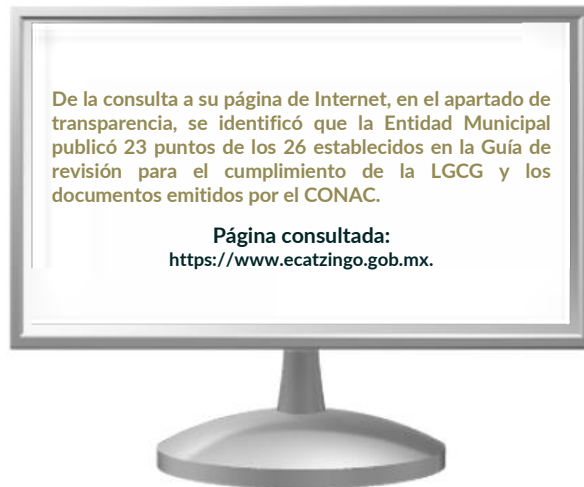 De la consulta a su página de Internet, en el apartado de
transparencia, se identificó que la Entidad Municipal
publicó 23 puntos de los 26 establecidos en la Guía de
revisión para el cumplimiento de la LGCG y los
documentos emitidos por el CONAC.
Página consultada:
https://www.ecatzingo.gob.mx.